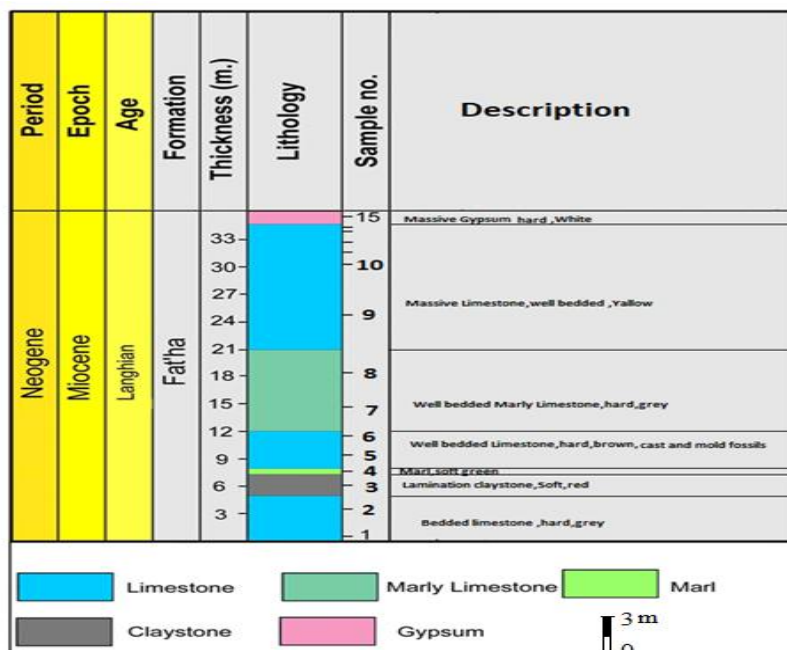 Period
Epoch
Age
Formation
Thickness (m.)
Lithology
Sample no.
Description
Neogene
Miocene
Langhian
Fat'ha
15
Massive Gypsum hard ,White
33
30
10
27
Massive Limestone,well bedded ,Yallow
24
9
21
18
8
15
7
Well bedded Marly Limestone,hard,grey
12
6
Well bedded Limestone,hard,brown,cast and mold fossils
9
5
4
Marl,soft green
6
3
Lamination claystone,Soft,red
3
2
Bedded limestone ,hard,grey
1
Limestone
Marly Limestone
Marl
Claystone
Gypsum
3 m